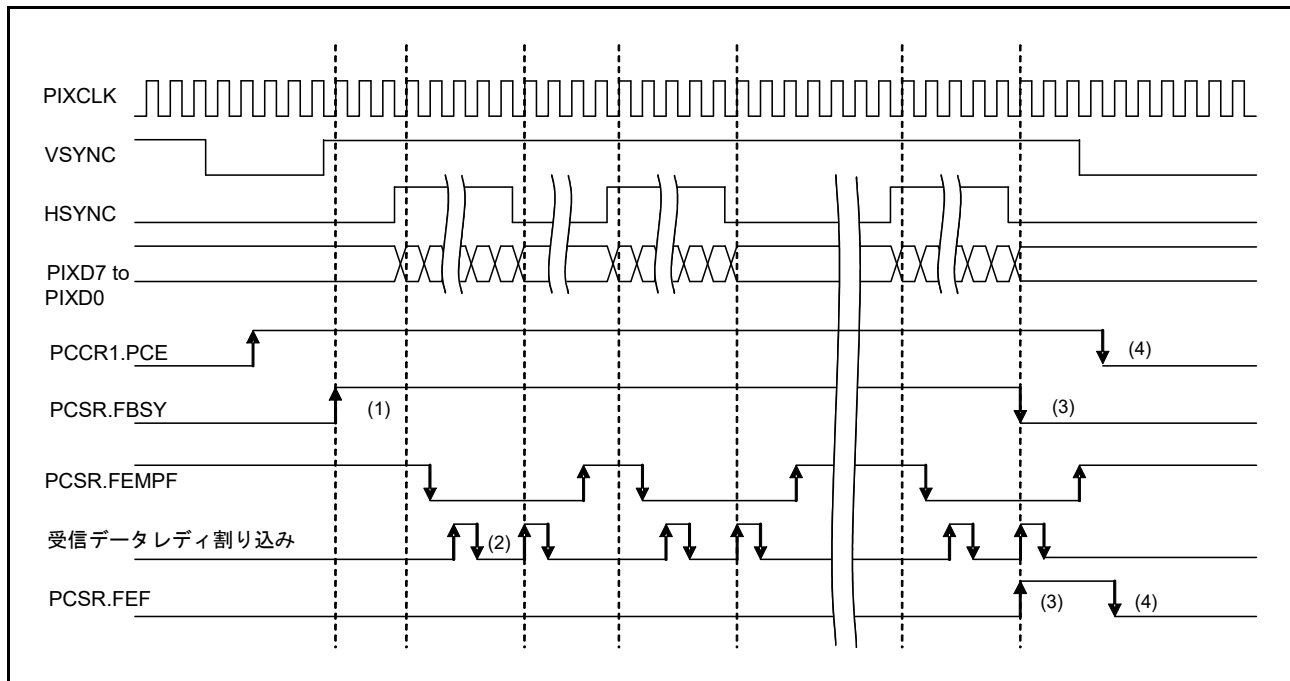 PIXCLK
VSYNC
HSYNC
PIXD7 to
PIXD0
PCCR1.PCE
(4)
PCSR.FBSY
(1)
(3)
PCSR.FEMPF
受信データレディ割り込み
(2)
PCSR.FEF
(3)
(4)